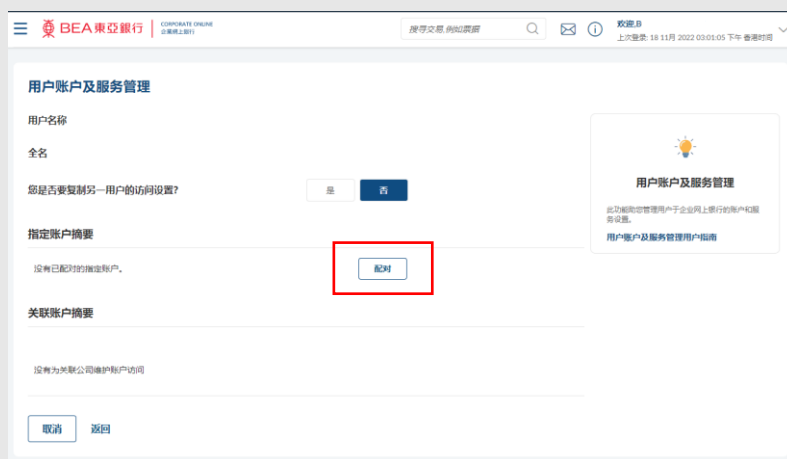 BEA東亞銀行
CORPORATE ONLINE
企業網上銀行
搜寻交易,例如票据
欢迎,B
上次登录: 18 11月 2022 03:01:05 下午 香港时间
用户账户及服务管理
用户名称
全名
您是否要复制另一用户的访问设置?
是
否
指定账户摘要
没有已配对的指定账户。
配对
关联账户摘要
没有为关联公司维护账户访问
取消
返回
用户账户及服务管理
此功能助您管理用户于企业网上银行的账户和服
务设置。
用户账户及服务管理用户指南